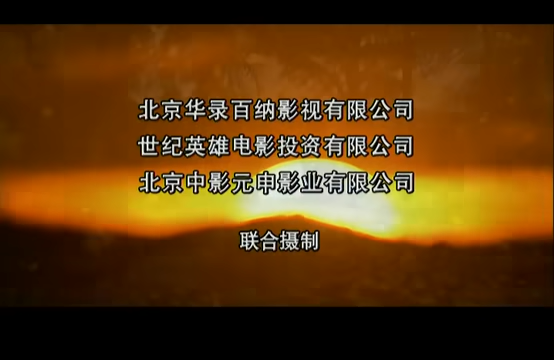 北京华录百纳影视有限公司
世纪英雄电影投资有限公司
北京中影元申影业有限公司
联合摄制